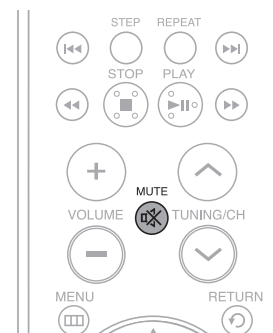 STEP REPEAT
STOP PLAY
MUTE
VOLUME TUNING/CH
MENU RETURN